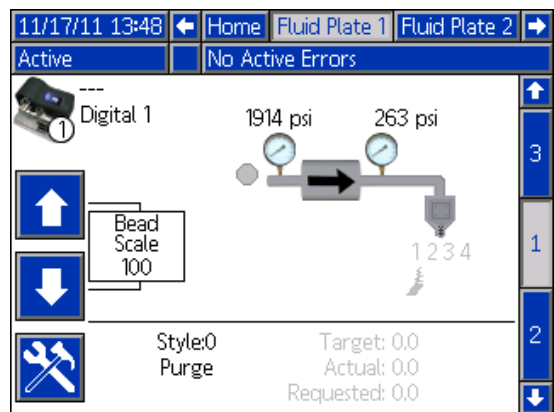 11/17/11 13:48 Home Fluid Plate 1 Fluid Plate 2
Active No Active Errors
---
Digital 1
1
1914 psi 263 psi
3
Bead
Scale
100
1 2 3 4
1
Style:0 Target: 0.0
Purge Actual: 0.0
Requested: 0.0
2